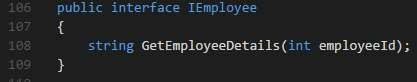 106 public interface IEmployee
107 {
108 string GetEmployeeDetails(int employeeId);
109 }